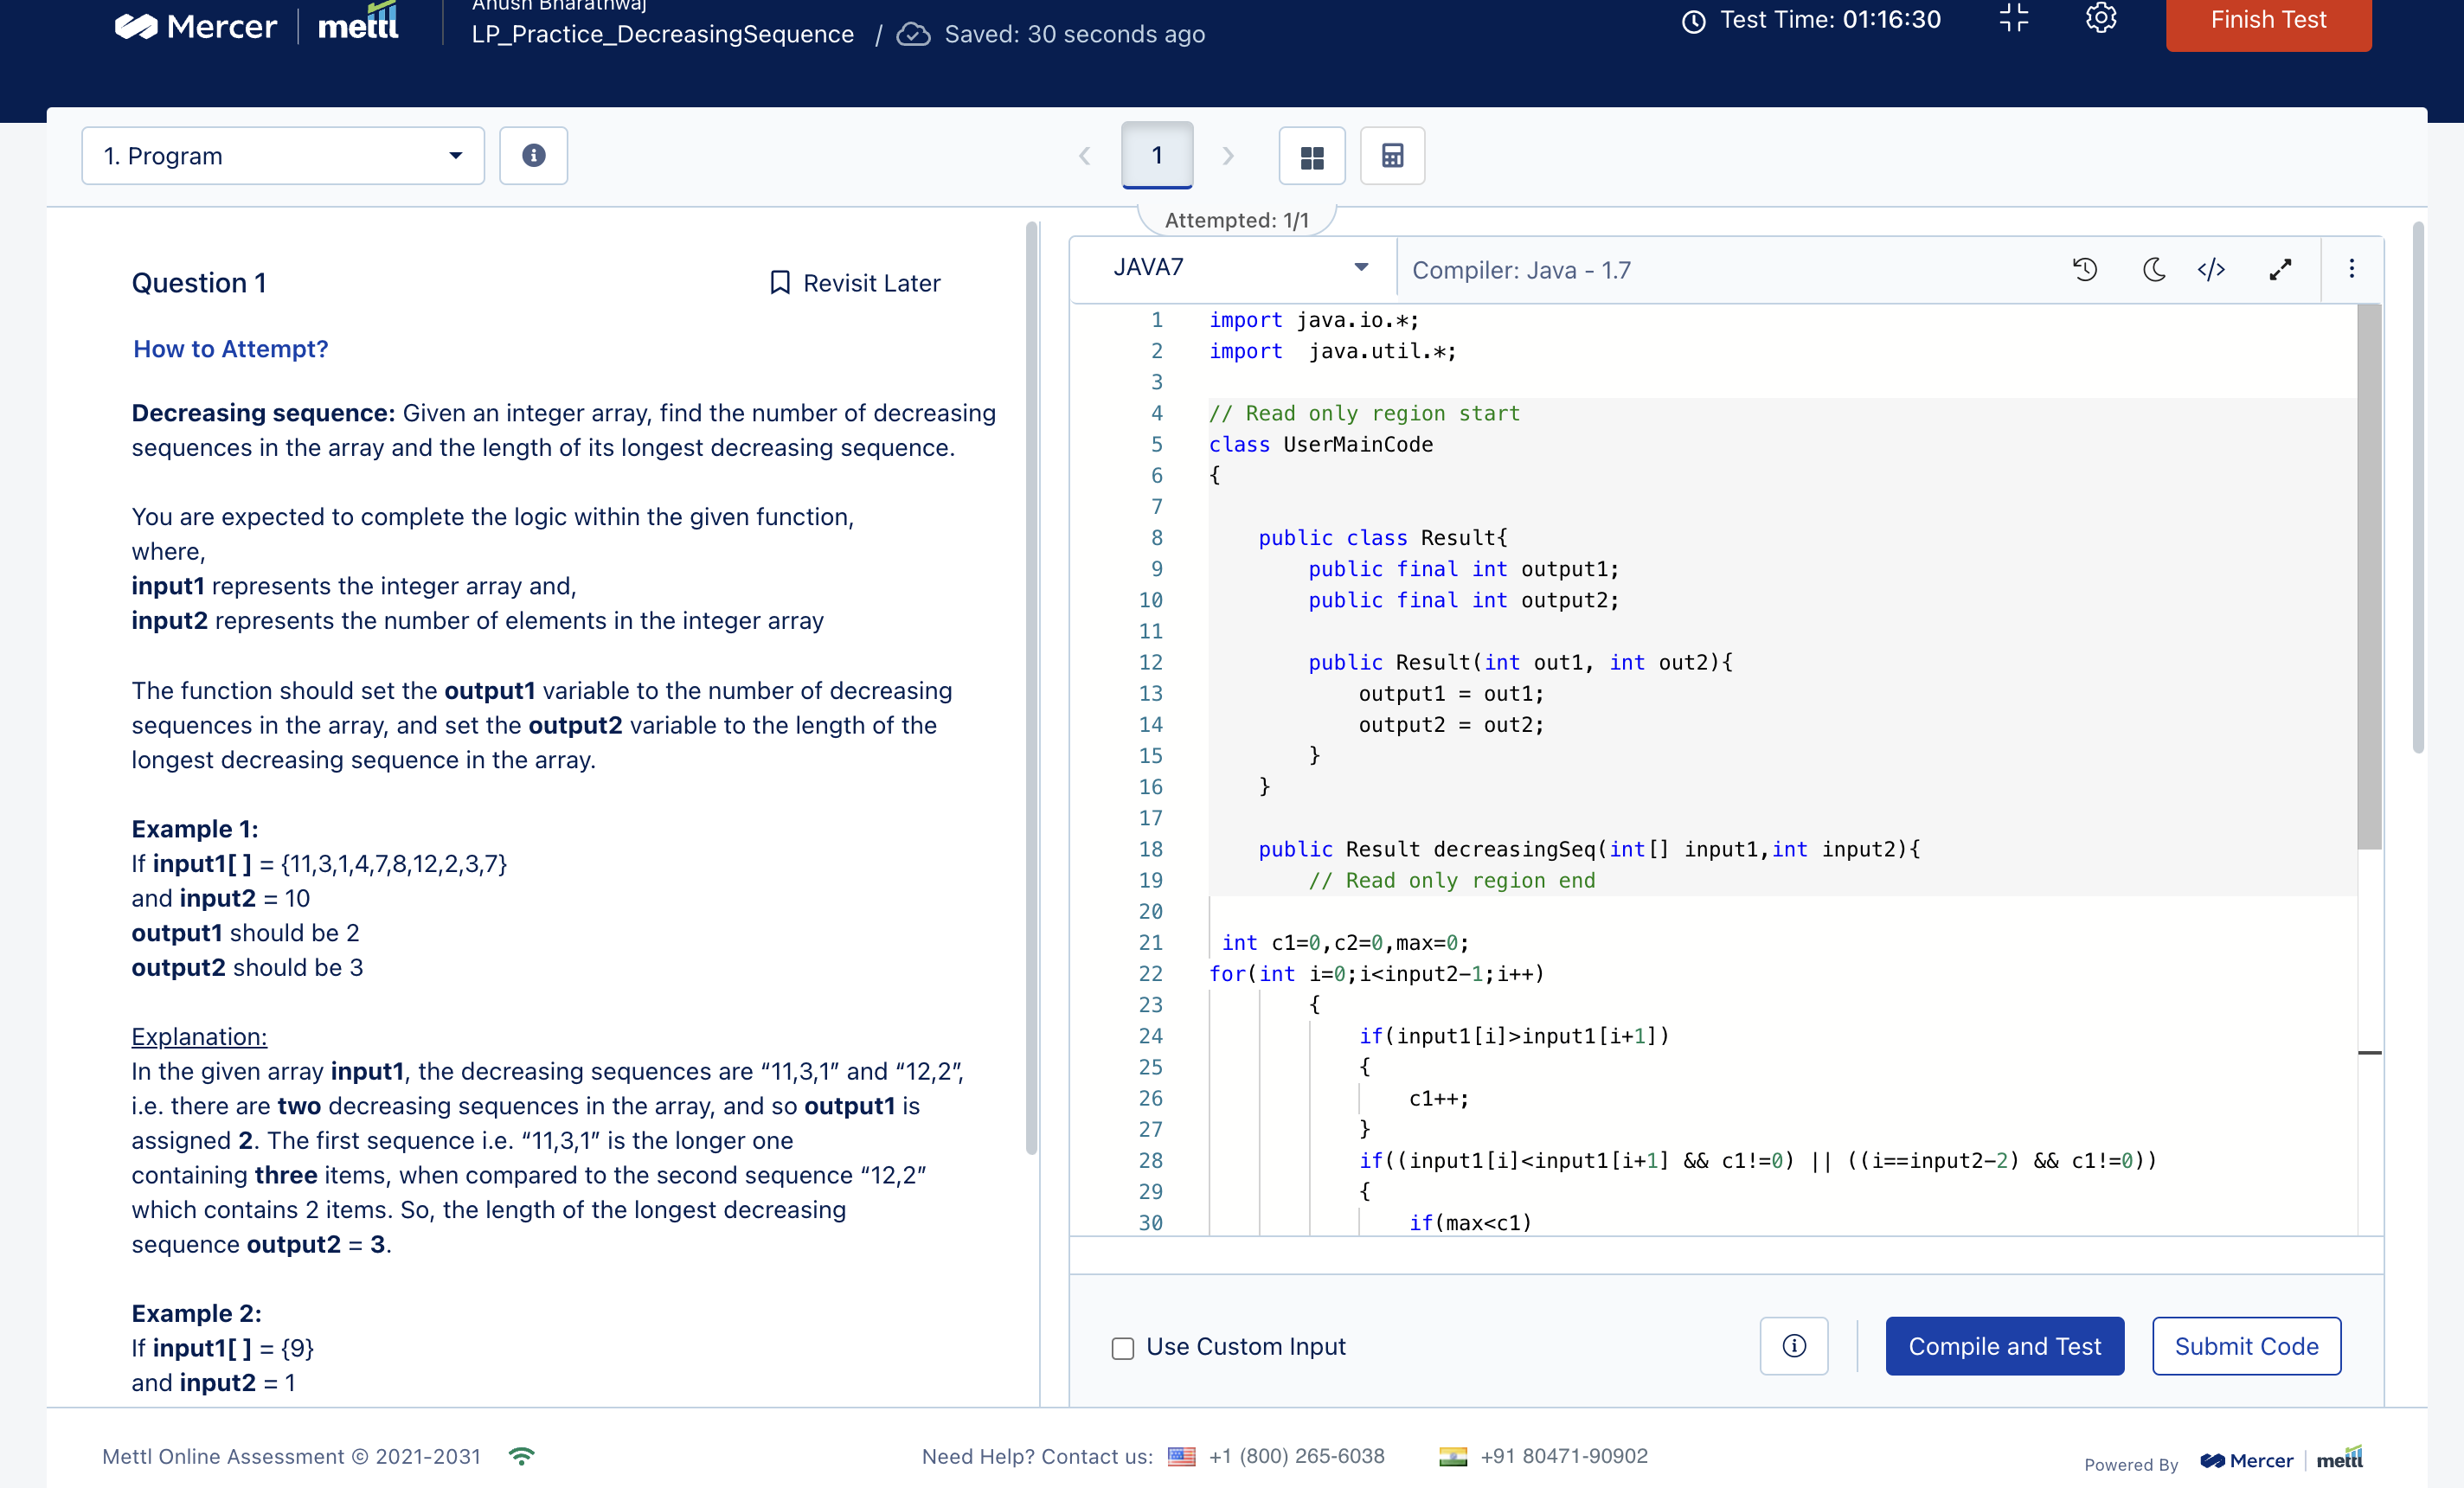 Mercer | mettl
Anush Bharathwaj
LP_Practice_DecreasingSequence / Saved: 30 seconds ago
Test Time: 01:16:30
Finish Test
1. Program
1
Attempted: 1/1
Question 1
Revisit Later
How to Attempt?
Decreasing sequence: Given an integer array, find the number of decreasing
sequences in the array and the length of its longest decreasing sequence.
You are expected to complete the logic within the given function,
where,
input1 represents the integer array and,
input2 represents the number of elements in the integer array
The function should set the output1 variable to the number of decreasing
sequences in the array, and set the output2 variable to the length of the
longest decreasing sequence in the array.
Example 1:
If input1[ ] = {11,3,1,4,7,8,12,2,3,7}
and input2 = 10
output1 should be 2
output2 should be 3
Explanation:
In the given array input1, the decreasing sequences are “11,3,1” and “12,2”,
i.e. there are two decreasing sequences in the array, and so output1 is
assigned 2. The first sequence i.e. “11,3,1” is the longer one
containing three items, when compared to the second sequence “12,2”
which contains 2 items. So, the length of the longest decreasing
sequence output2 = 3.
Example 2:
If input1[ ] = {9}
and input2 = 1
JAVA7
Compiler: Java - 1.7
1 import java.io.*;
2 import  java.util.*;
3
4 // Read only region start
5 class UserMainCode
6 {
7
8     public class Result{
9         public final int output1;
10         public final int output2;
11
12         public Result(int out1, int out2){
13             output1 = out1;
14             output2 = out2;
15         }
16     }
17
18     public Result decreasingSeq(int[] input1,int input2){
19         // Read only region end
20
21  int c1=0,c2=0,max=0;
22 for(int i=0;i<input2-1;i++)
23         {
24             if(input1[i]>input1[i+1])
25             {
26                 c1++;
27             }
28             if((input1[i]<input1[i+1] && c1!=0) || ((i==input2-2) && c1!=0))
29             {
30                 if(max<c1)
Use Custom Input
Compile and Test
Submit Code
Mettl Online Assessment © 2021-2031
Need Help? Contact us: +1 (800) 265-6038
+91 80471-90902
Powered By Mercer | mettl